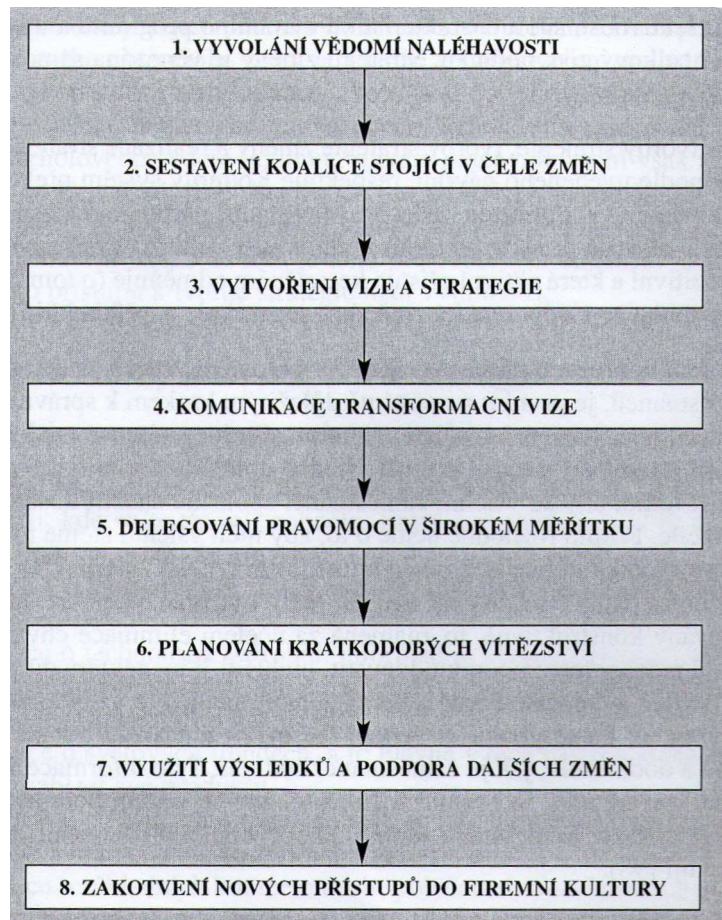 1. VYVOLÁNÍ VĚDOMÍ NALÉHAVOSTI
2. SESTAVENÍ KOALICE STOJÍCÍ V ČELE ZMĚN
3. VYTVOŘENÍ VIZE A STRATEGIE
4. KOMUNIKACE TRANSFORMAČNÍ VIZE
5. DELEGOVÁNÍ PRAVOMOCÍ V ŠIROKÉM MĚŘÍTKU
6. PLÁNOVÁNÍ KRÁTKODOBÝCH VÍTĚZSTVÍ
7. VYUŽITÍ VÝSLEDKŮ A PODPORA DALŠÍCH ZMĚN
8. ZAKOTVENÍ NOVÝCH PŘÍSTUPŮ DO FIREMNÍ KULTURY